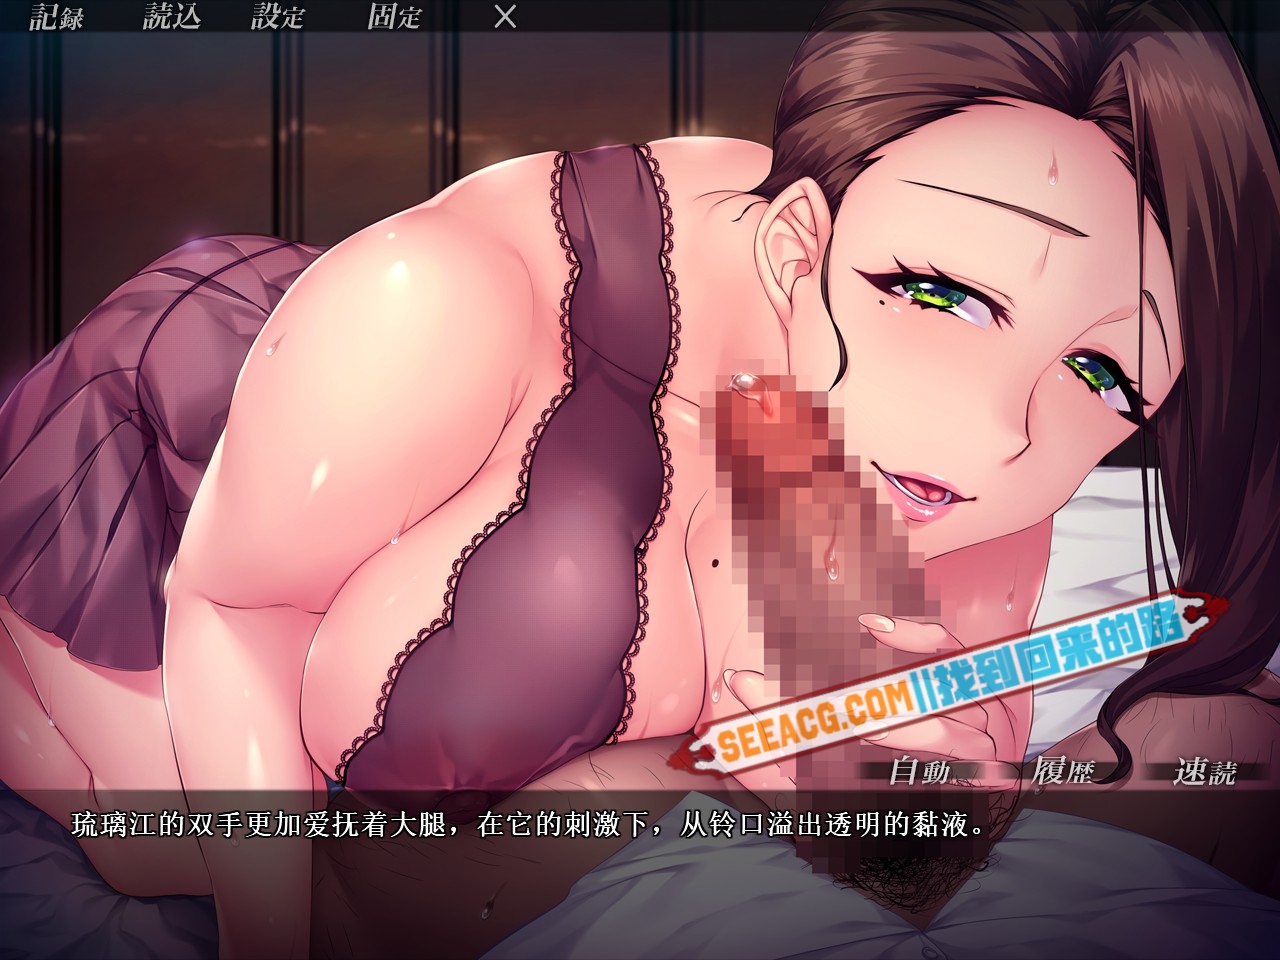 記録 読込 設定 固定 ×
SEEACG.COM||找到回来的路
自動 履歴 速読
琉璃江的双手更加爱抚着大腿，在它的刺激下，从铃口溢出透明的黏液。